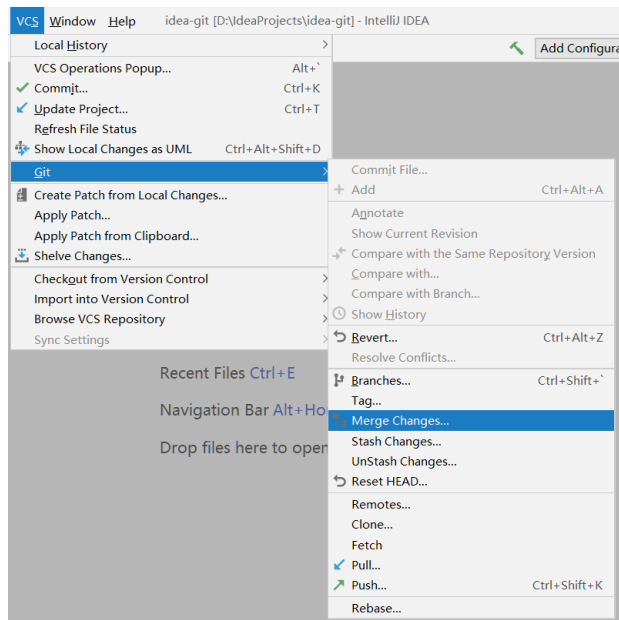 VCS Window Help idea-git [D:\IdeaProjects\idea-git] - IntelliJ IDEA
Local History
Add Configura
VCS Operations Popup... Alt+`
Commit... Ctrl+K
Update Project... Ctrl+T
Refresh File Status
Show Local Changes as UML Ctrl+Alt+Shift+D
Git
Create Patch from Local Changes...
Apply Patch...
Apply Patch from Clipboard...
Shelve Changes...
Checkout from Version Control
Import into Version Control
Browse VCS Repository
Sync Settings
Commit File...
Add Ctrl+Alt+A
Annotate
Show Current Revision
Compare with the Same Repository Version
Compare with...
Compare with Branch...
Show History
Revert... Ctrl+Alt+Z
Resolve Conflicts...
Branches... Ctrl+Shift+`
Tag...
Merge Changes...
Stash Changes...
UnStash Changes...
Reset HEAD...
Remotes...
Clone...
Fetch
Pull...
Push... Ctrl+Shift+K
Rebase...
Recent Files Ctrl+E
Navigation Bar Alt+Ho
Drop files here to open